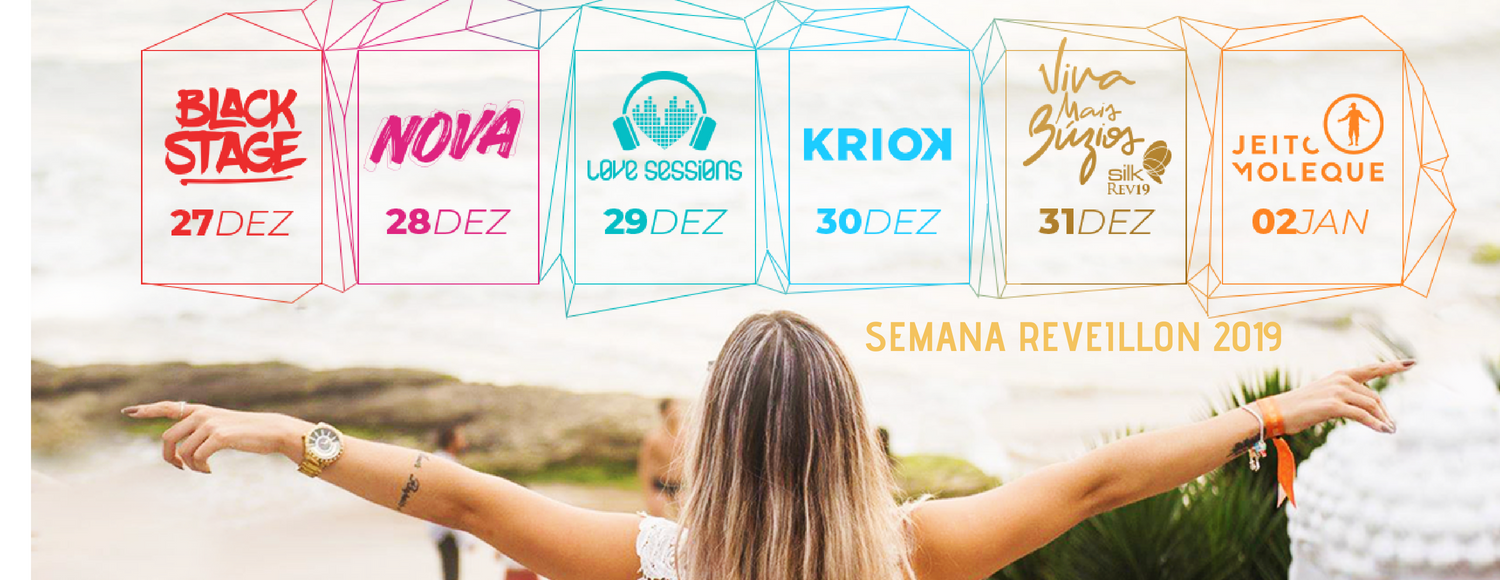 BLACK
STAGE
27DEZ
NOVA
28DEZ
LOVE SESSIONS
29DEZ
KRIOK
30DEZ
Viva
Mais
Búzios
silk
REV19
31DEZ
JEITO
MOLEQUE
02JAN
SEMANA REVEILLON 2019